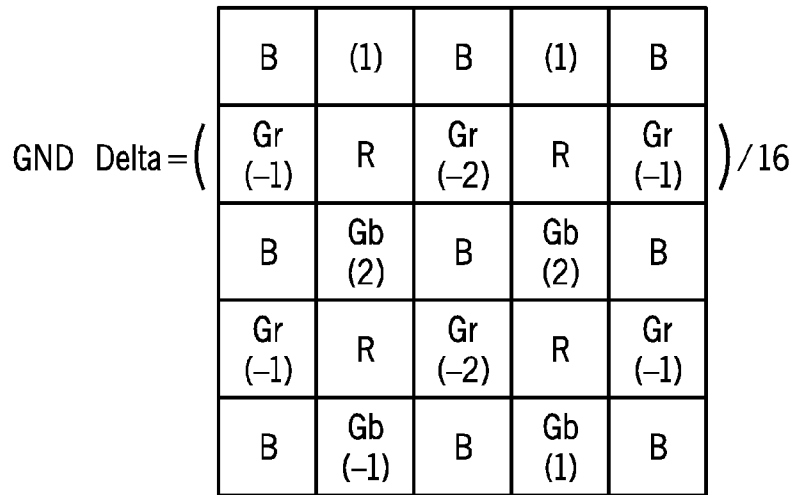 B (1) B (1) B
Gr Gr Gr
GND Delta=( (–1) R (–2) R (–1) )/16
Gb Gb
B (2) B (2) B
Gr Gr Gr
(–1) R (–2) R (–1)
Gb Gb
B (–1) B (1) B